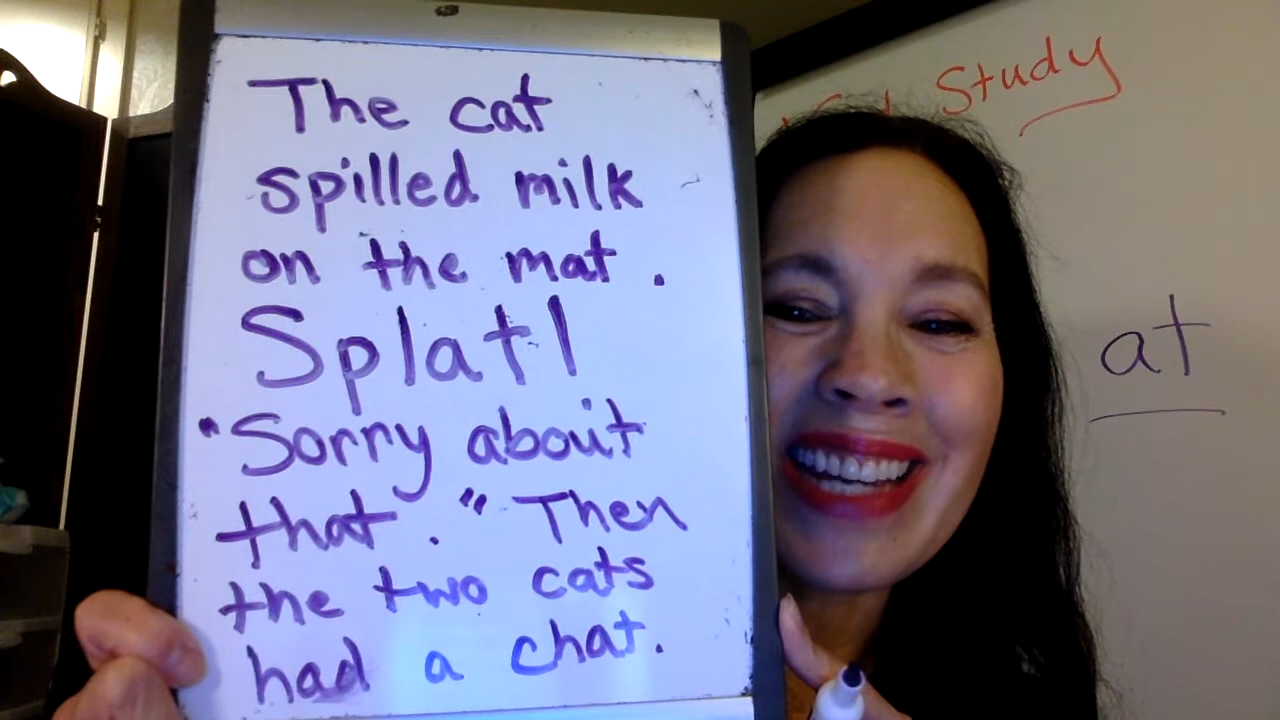 The cat
spilled milk
on the mat.
Splat!
"Sorry about
that." Then
the two cats
had a chat.
Study
at